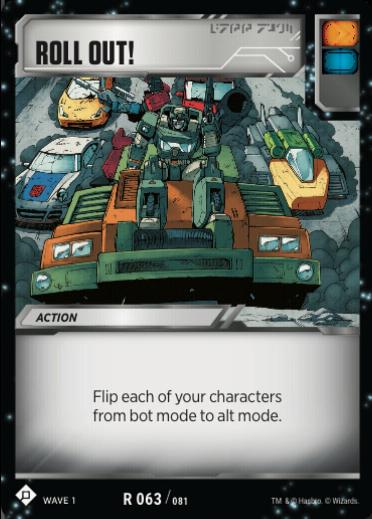 ROLL OUT!
ACTION
Flip each of your characters
from bot mode to alt mode.
WAVE 1
R 063 / 081
TM & © Hasbro. © Wizards.